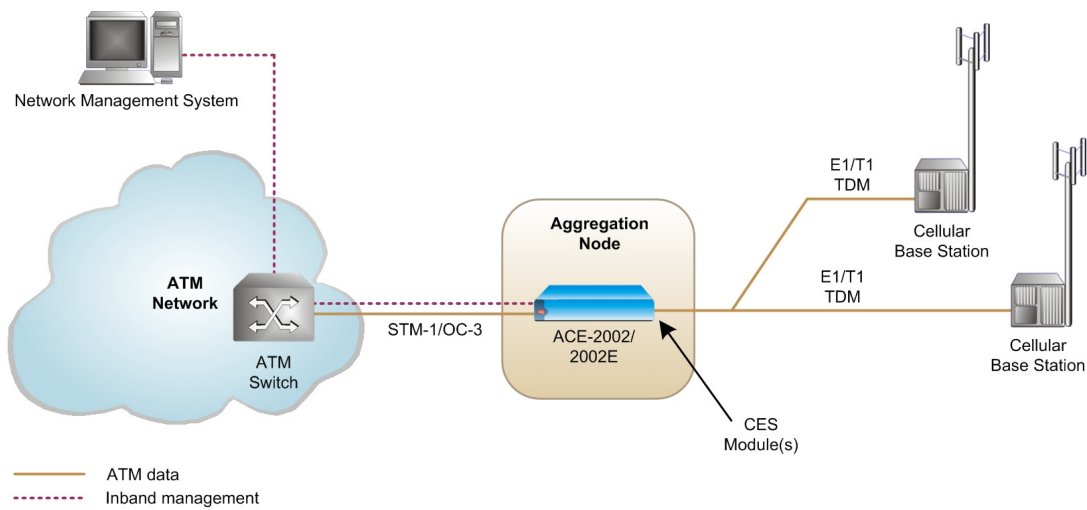 Network Management System
ATM
Network
ATM
Switch
STM-1/OC-3
Aggregation
Node
ACE-2002/
2002E
CES
Module(s)
E1/T1
TDM
Cellular
Base Station
E1/T1
TDM
Cellular
Base Station
ATM data
Inband management